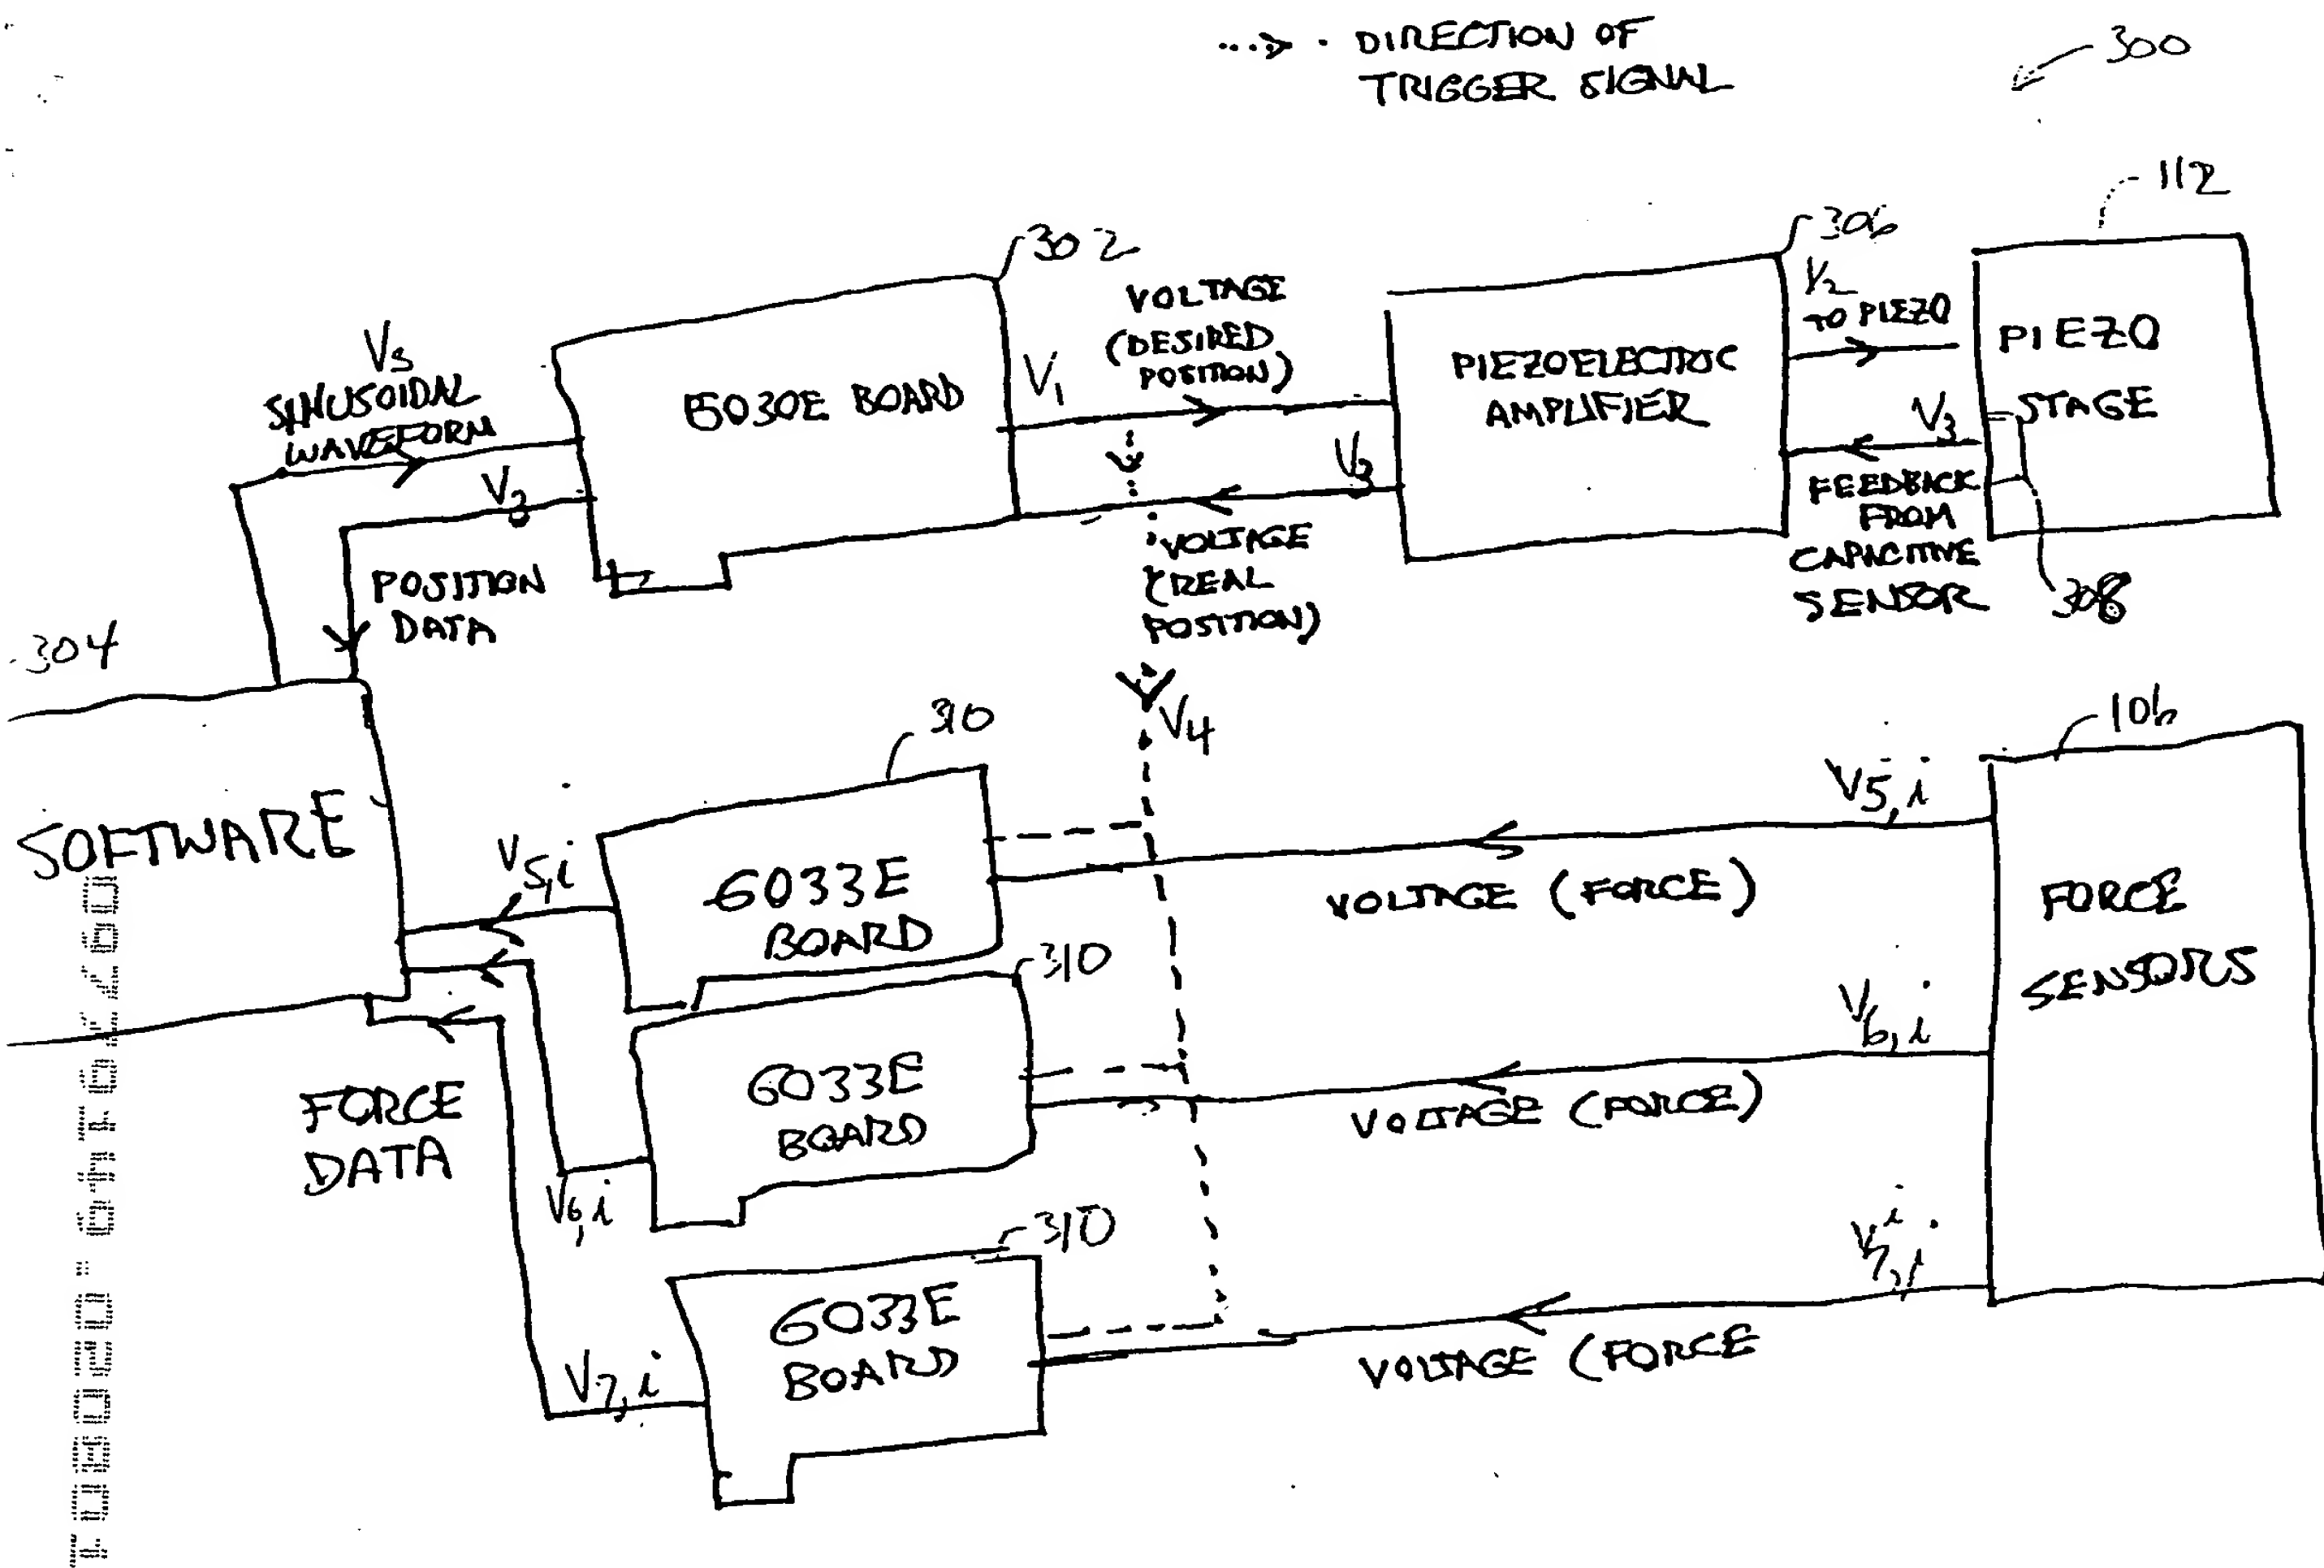 DIRECTION OF
TRIGGER SIGNAL
300
112
302
306
VOLTAGE
(DESIRED
POSITION)
V2
TO PIEZO
PIEZO
STAGE
Vs
SINUSOIDAL
WAVEFORM
6030E BOARD
V1
PIEZOELECTRIC
AMPLIFIER
V3
V3
V3
FEEDBACK
FROM
CAPACITIVE
SENSOR
308
VOLTAGE
(REAL
POSITION)
POSITION
DATA
304
V4
310
106
SOFTWARE
V5,i
6033E
BOARD
V5,i
VOLTAGE (FORCE)
FORCE
SENSORS
310
V6,i
6033E
BOARD
VOLTAGE (FORCE)
FORCE
DATA
V6,i
310
V7,i
6033E
BOARD
VOLTAGE (FORCE
V7,i